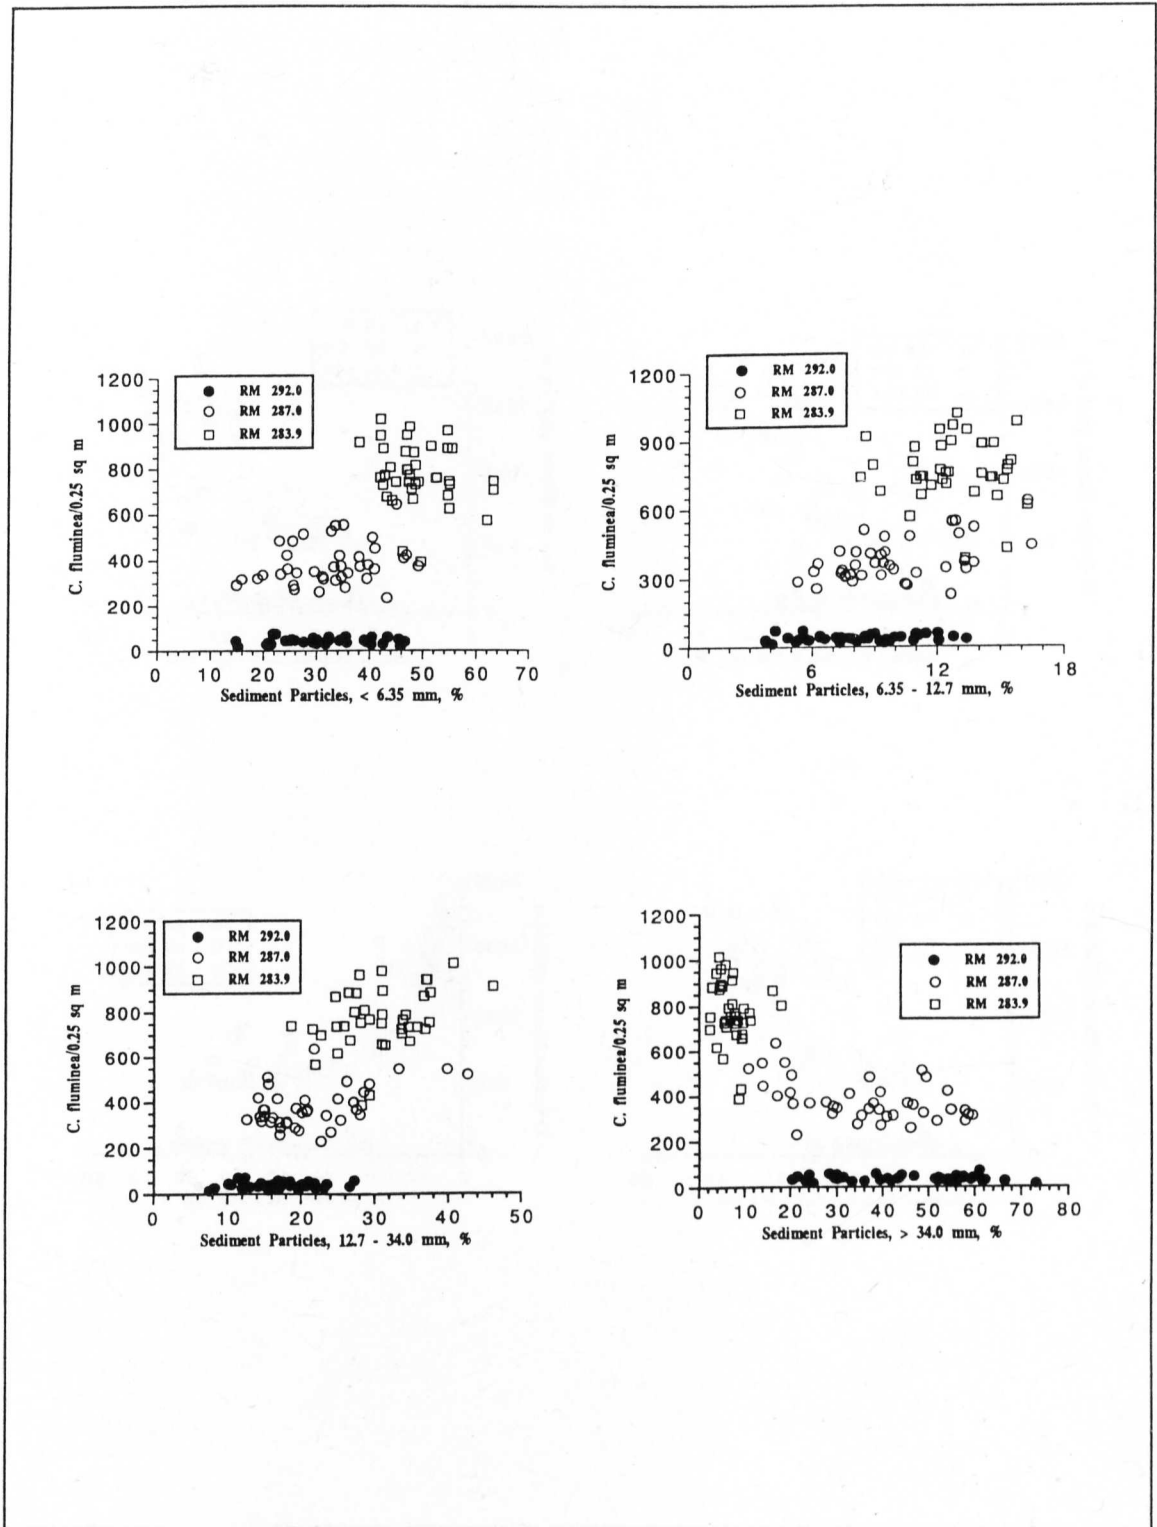 RM 292.0
RM 287.0
RM 283.9
1200
1000
800
600
400
200
0
C. fluminea/0.25 sq m
0 10 20 30 40 50 60 70
Sediment Particles, < 6.35 mm, %
RM 292.0
RM 287.0
RM 283.9
1200
900
600
300
0
C. fluminea/0.25 sq m
0 6 12 18
Sediment Particles, 6.35 - 12.7 mm, %
RM 292.0
RM 287.0
RM 283.9
1200
1000
800
600
400
200
0
C. fluminea/0.25 sq m
0 10 20 30 40 50
Sediment Particles, 12.7 - 34.0 mm, %
RM 292.0
RM 287.0
RM 283.9
1200
1000
800
600
400
200
0
C. fluminea/0.25 sq m
0 10 20 30 40 50 60 70 80
Sediment Particles, > 34.0 mm, %